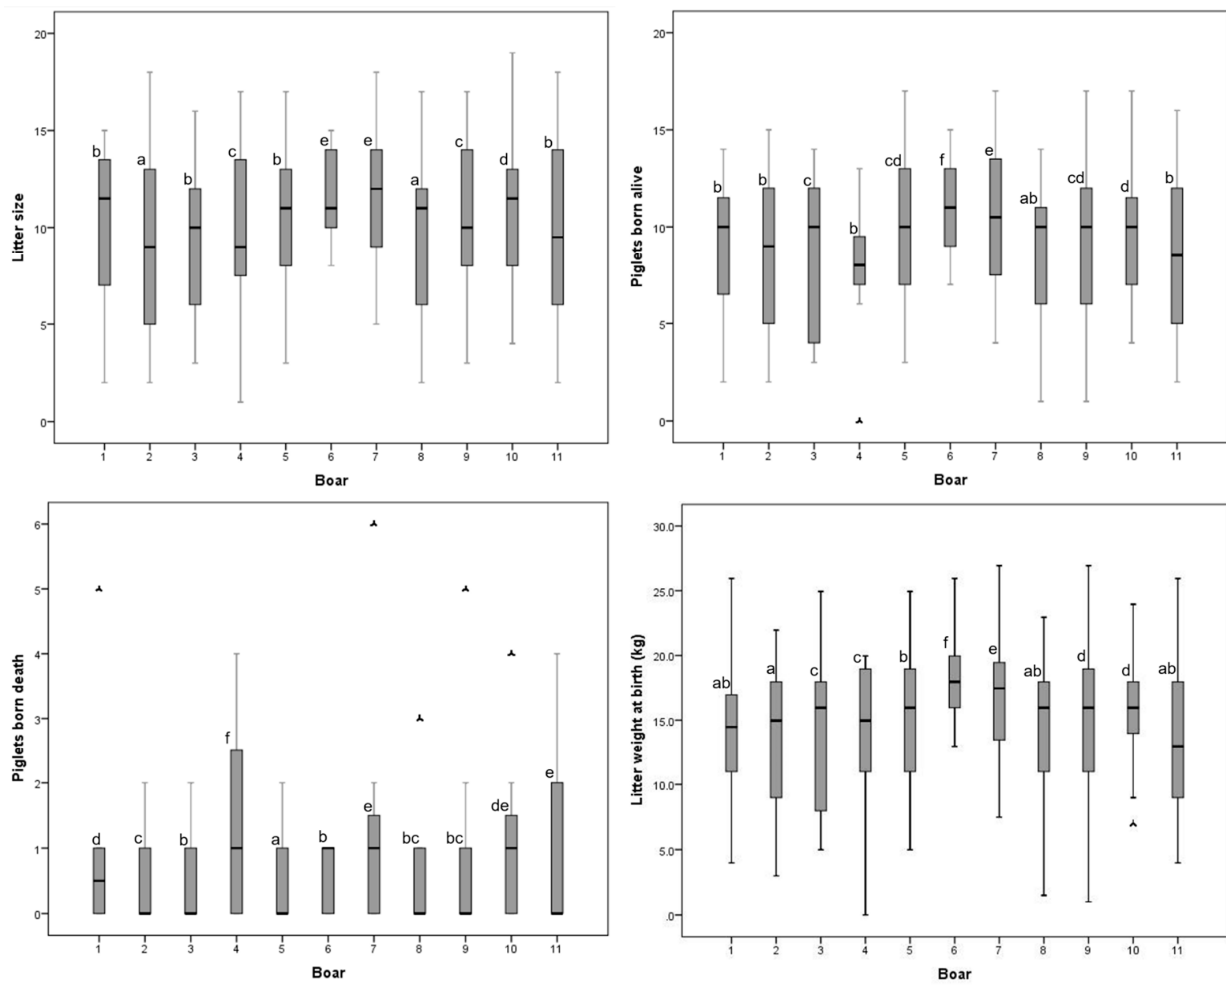 Litter size
20
15
10
5
0
b a b c b e e a c d b
1 2 3 4 5 6 7 8 9 10 11
Boar
Piglets born alive
20
15
10
5
0
b b c b cd f e ab cd d b
1 2 3 4 5 6 7 8 9 10 11
Boar
Piglets born death
6
5
4
3
2
1
0
d c b f a b e bc bc de e
1 2 3 4 5 6 7 8 9 10 11
Boar
Litter weight at birth (kg)
30.0
25.0
20.0
15.0
10.0
5.0
.0
ab a c c b f e ab d d ab
1 2 3 4 5 6 7 8 9 10 11
Boar